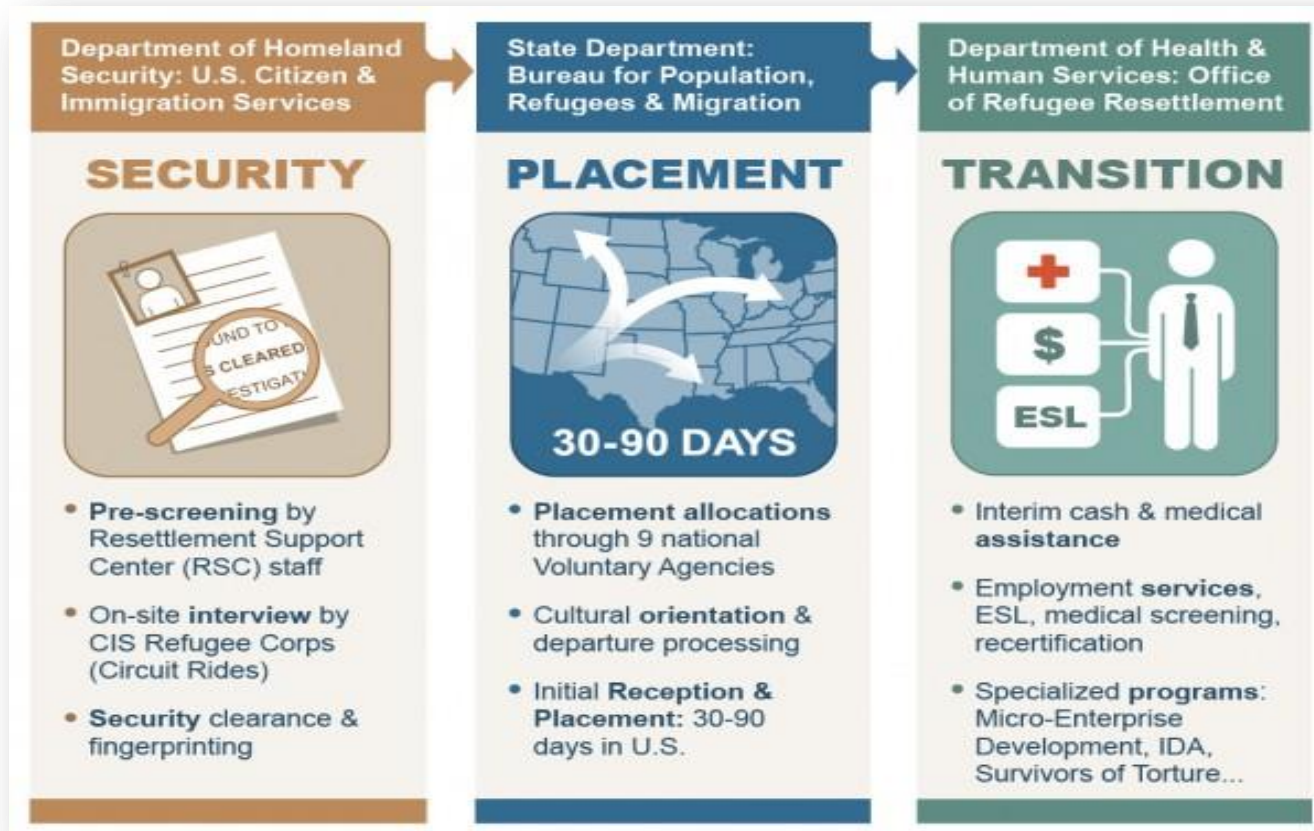 Department of Homeland
Security: U.S. Citizen &
Immigration Services
SECURITY
UND TO
S CLEARED
ESTIGAT
• Pre-screening by
Resettlement Support
Center (RSC) staff
• On-site interview by
CIS Refugee Corps
(Circuit Rides)
• Security clearance &
fingerprinting
State Department:
Bureau for Population,
Refugees & Migration
PLACEMENT
30-90 DAYS
• Placement allocations
through 9 national
Voluntary Agencies
• Cultural orientation &
departure processing
• Initial Reception &
Placement: 30-90
days in U.S.
Department of Health &
Human Services: Office
of Refugee Resettlement
TRANSITION
$
ESL
• Interim cash & medical
assistance
• Employment services,
ESL, medical screening,
recertification
• Specialized programs:
Micro-Enterprise
Development, IDA,
Survivors of Torture...